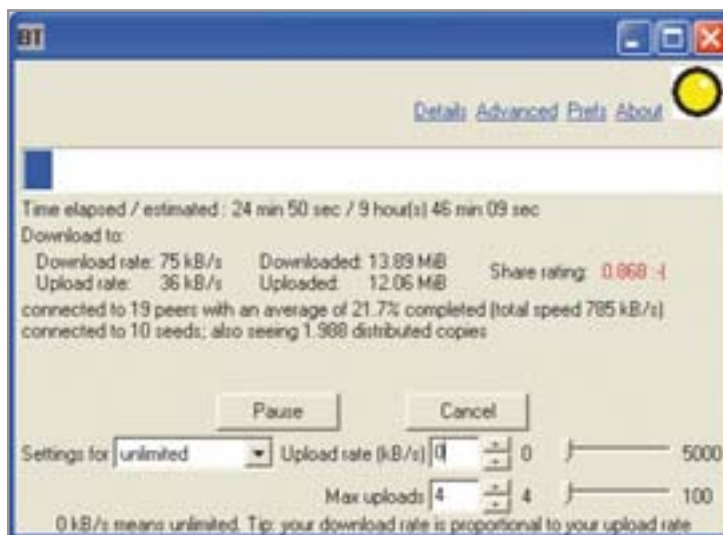 BT
Details Advanced Prefs About
Time elapsed / estimated : 24 min 50 sec / 9 hour(s) 46 min 09 sec
Download to:
Download rate: 75 kB/s Downloaded: 13.89 MiB
Upload rate: 36 kB/s Uploaded: 12.06 MiB
Share rating: 0.868 :-(
connected to 19 peers with an average of 21.7% completed (total speed 785 kB/s)
connected to 10 seeds; also seeing 1.988 distributed copies
Pause Cancel
Settings for unlimited Upload rate (kB/s) 0 0 5000
Max uploads 4 4 100
0 kB/s means unlimited. Tip: your download rate is proportional to your upload rate